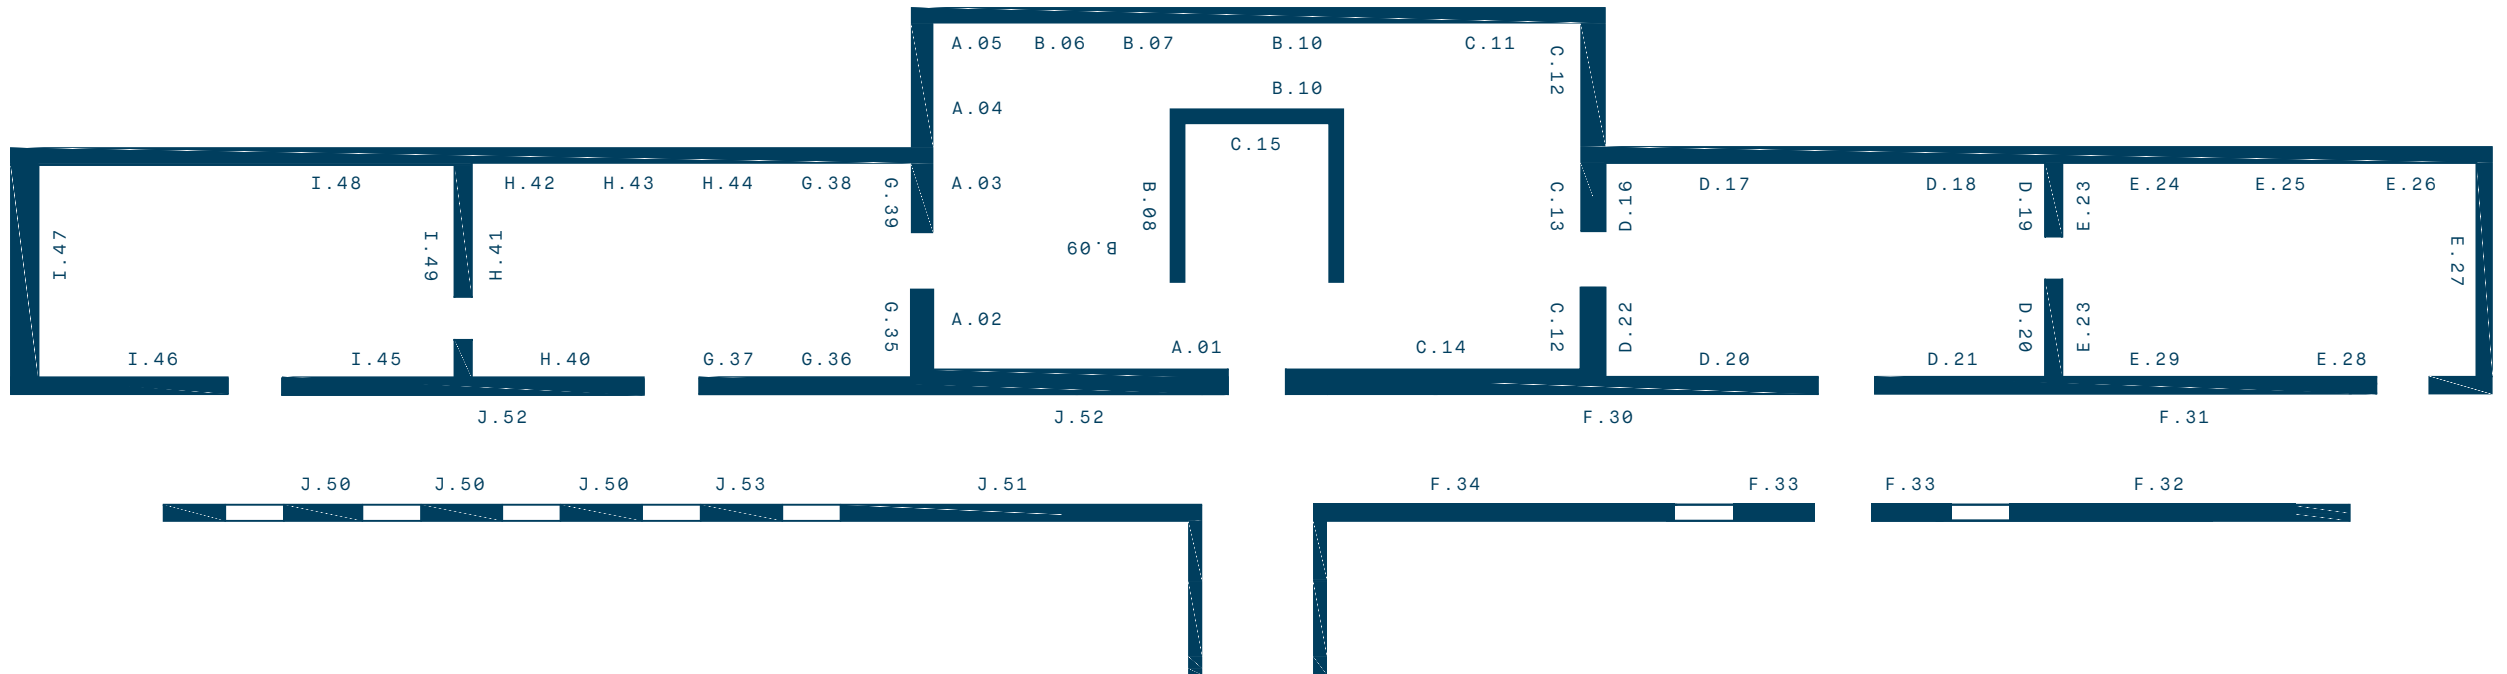 A.05 B.06 B.07 B.10 C.11
C.12
B.10
A.04
C.15
I.48 H.42 H.43 H.44 G.38
G.39
A.03
B.08
C.13
D.16
D.17 D.18
D.19
E.23
E.24 E.25 E.26
I.47
I.49
H.41
B.09
E.27
G.35
A.02
C.12
D.22
D.20
E.23
A.01 C.14
I.46 I.45 H.40 G.37 G.36 D.20 D.21 E.29 E.28
J.52 J.52 F.30 F.31
J.50 J.50 J.50 J.53 J.51 F.34 F.33 F.33 F.32